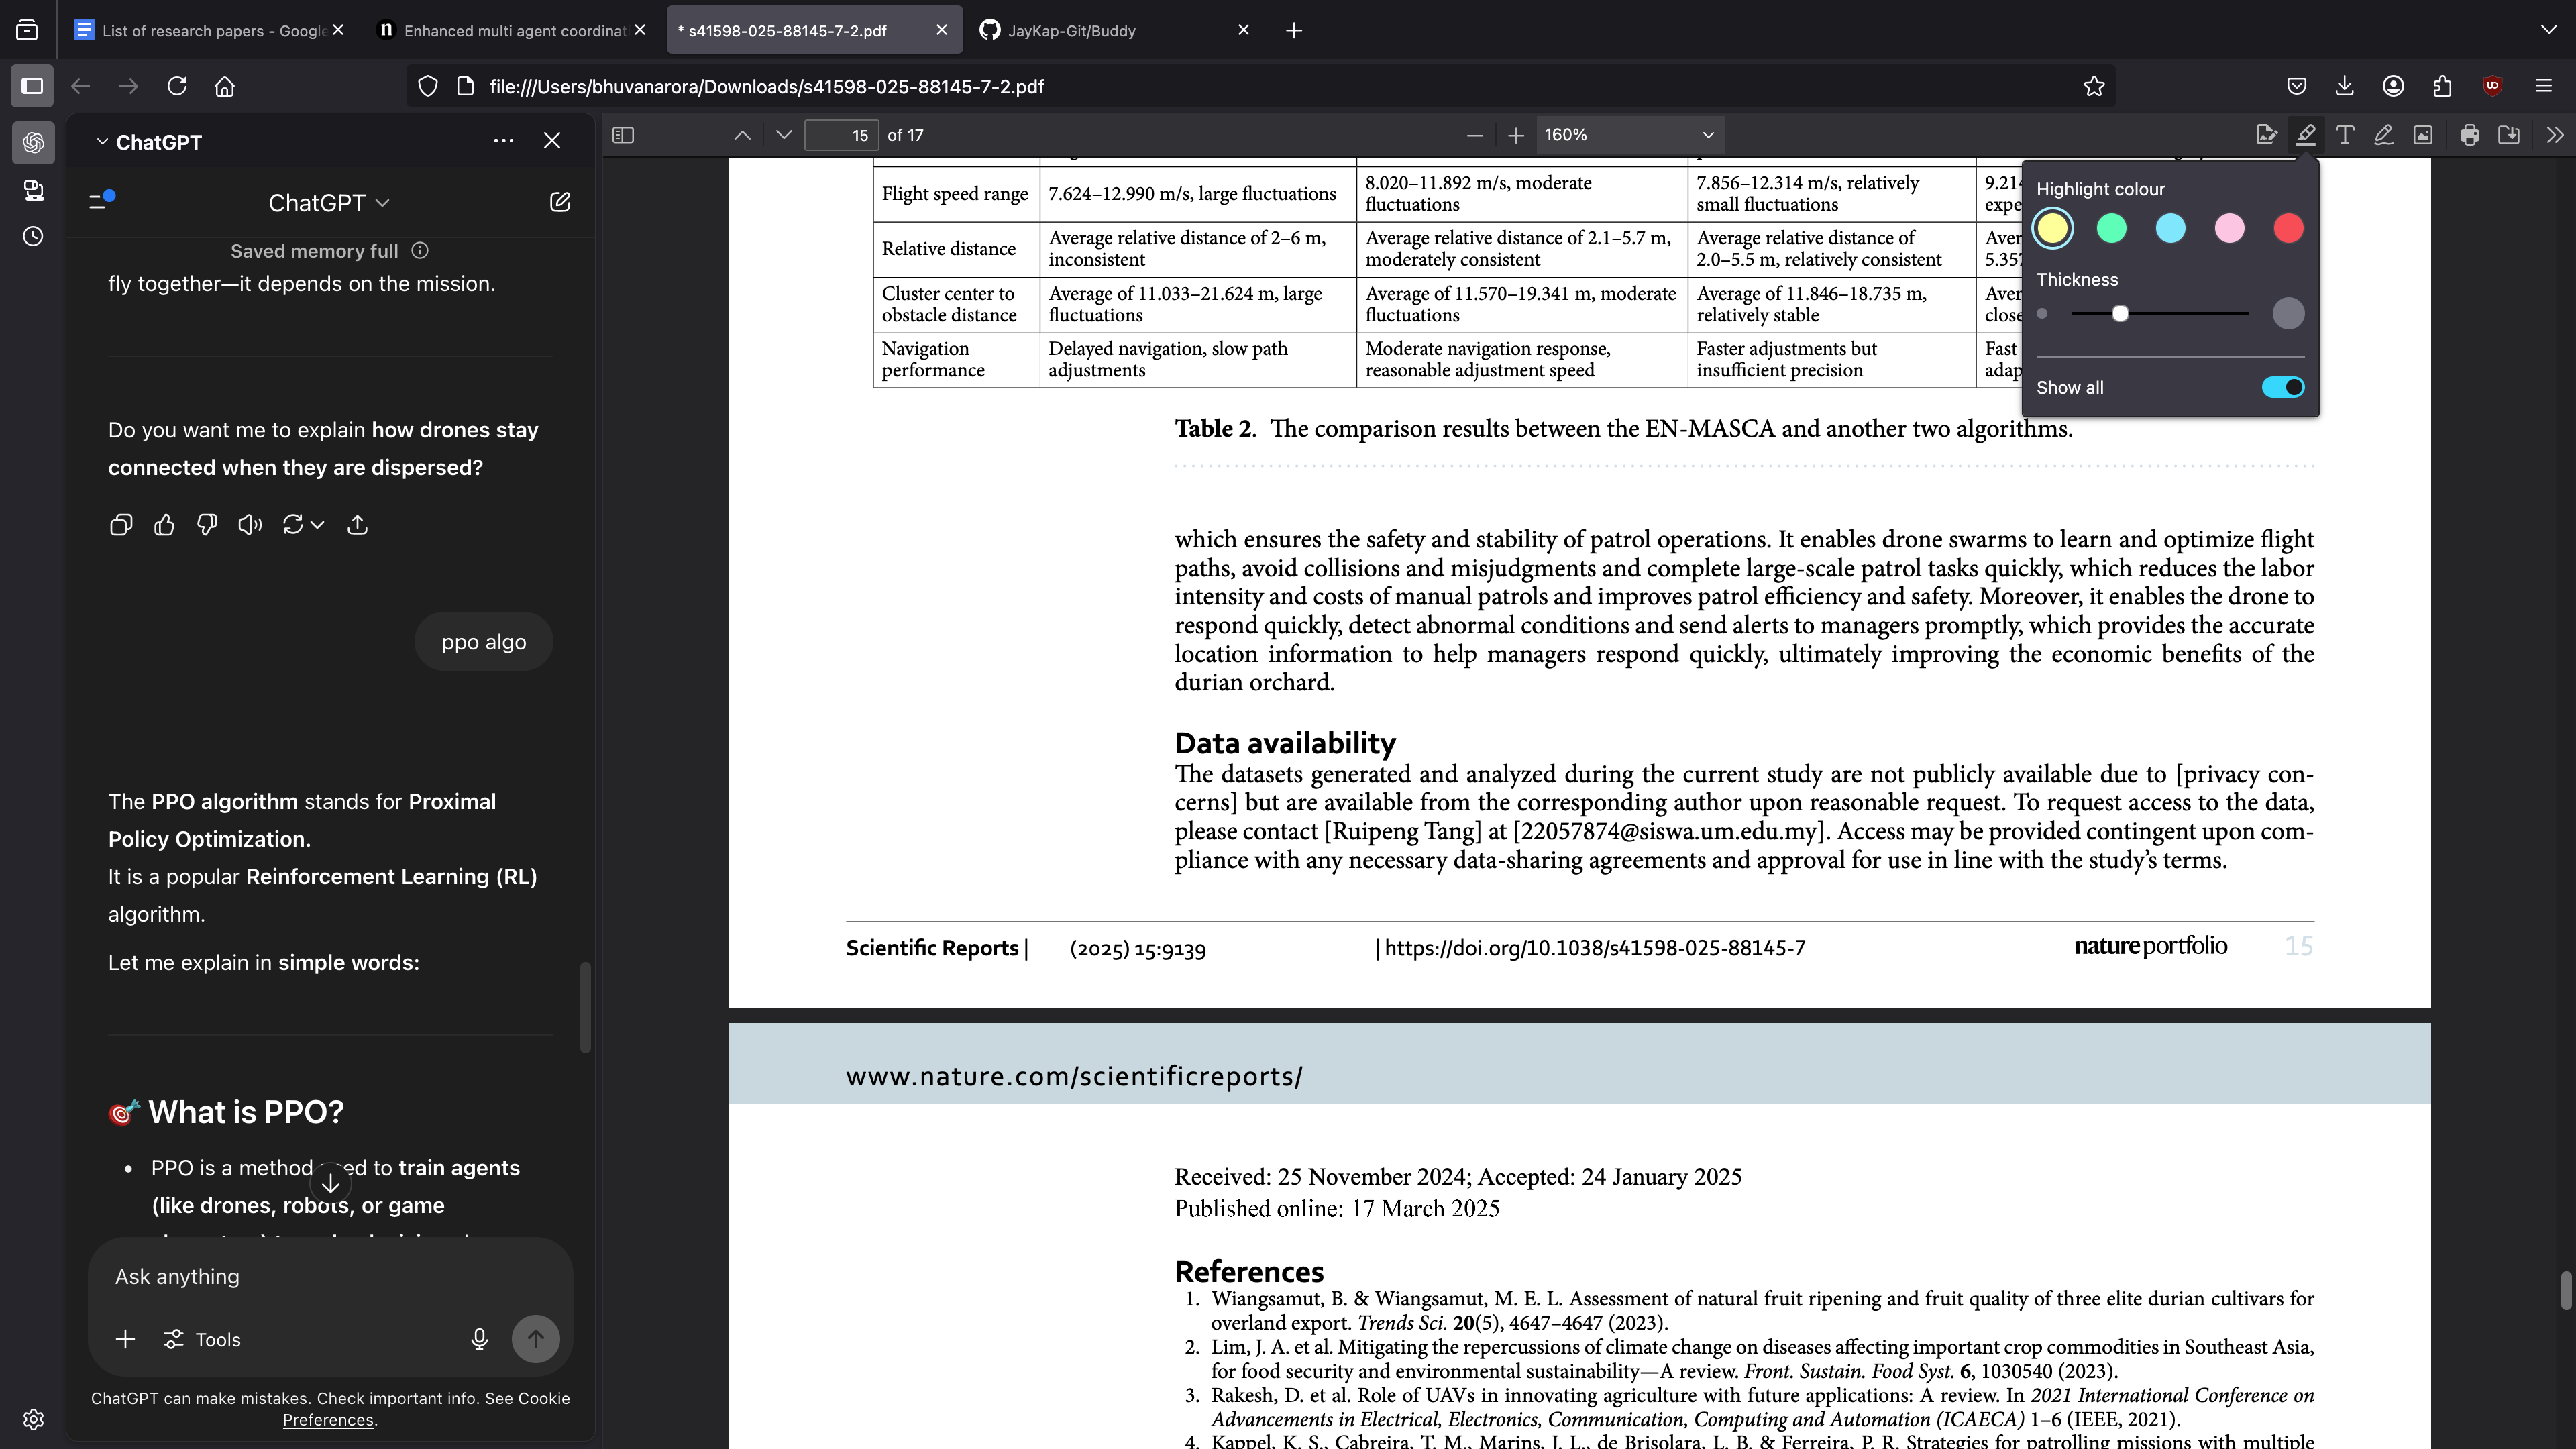 List of research papers - Google
Enhanced multi agent coordinat
* s41598-025-88145-7-2.pdf
JayKap-Git/Buddy
file:///Users/bhuvanarora/Downloads/s41598-025-88145-7-2.pdf
ChatGPT
ChatGPT
Saved memory full
fly together—it depends on the mission.
Do you want me to explain how drones stay
connected when they are dispersed?
ppo algo
The PPO algorithm stands for Proximal
Policy Optimization.
It is a popular Reinforcement Learning (RL)
algorithm.
Let me explain in simple words:
🎯 What is PPO?
• PPO is a method used to train agents
(like drones, robots, or game
Ask anything
Tools
ChatGPT can make mistakes. Check important info. See Cookie
Preferences.
15 of 17
160%
Highlight colour
Thickness
Show all
Flight speed range
7.624–12.990 m/s, large fluctuations
8.020–11.892 m/s, moderate
fluctuations
7.856–12.314 m/s, relatively
small fluctuations
9.214
expe
Relative distance
Average relative distance of 2–6 m,
inconsistent
Average relative distance of 2.1–5.7 m,
moderately consistent
Average relative distance of
2.0–5.5 m, relatively consistent
Aver
5.357
Cluster center to
obstacle distance
Average of 11.033–21.624 m, large
fluctuations
Average of 11.570–19.341 m, moderate
fluctuations
Average of 11.846–18.735 m,
relatively stable
Aver
close
Navigation
performance
Delayed navigation, slow path
adjustments
Moderate navigation response,
reasonable adjustment speed
Faster adjustments but
insufficient precision
Fast
adap
Table 2. The comparison results between the EN-MASCA and another two algorithms.
which ensures the safety and stability of patrol operations. It enables drone swarms to learn and optimize flight
paths, avoid collisions and misjudgments and complete large-scale patrol tasks quickly, which reduces the labor
intensity and costs of manual patrols and improves patrol efficiency and safety. Moreover, it enables the drone to
respond quickly, detect abnormal conditions and send alerts to managers promptly, which provides the accurate
location information to help managers respond quickly, ultimately improving the economic benefits of the
durian orchard.
Data availability
The datasets generated and analyzed during the current study are not publicly available due to [privacy con-
cerns] but are available from the corresponding author upon reasonable request. To request access to the data,
please contact [Ruipeng Tang] at [22057874@siswa.um.edu.my]. Access may be provided contingent upon com-
pliance with any necessary data-sharing agreements and approval for use in line with the study's terms.
Scientific Reports | (2025) 15:9139 | https://doi.org/10.1038/s41598-025-88145-7 natureportfolio 15
www.nature.com/scientificreports/
Received: 25 November 2024; Accepted: 24 January 2025
Published online: 17 March 2025
References
1. Wiangsamut, B. & Wiangsamut, M. E. L. Assessment of natural fruit ripening and fruit quality of three elite durian cultivars for
overland export. Trends Sci. 20(5), 4647–4647 (2023).
2. Lim, J. A. et al. Mitigating the repercussions of climate change on diseases affecting important crop commodities in Southeast Asia,
for food security and environmental sustainability—A review. Front. Sustain. Food Syst. 6, 1030540 (2023).
3. Rakesh, D. et al. Role of UAVs in innovating agriculture with future applications: A review. In 2021 International Conference on
Advancements in Electrical, Electronics, Communication, Computing and Automation (ICAECA) 1–6 (IEEE, 2021).
4. Kappel, K. S., Cabreira, T. M., Marins, J. L., de Brisolara, L. B. & Ferreira, P. R. Strategies for patrolling missions with multiple